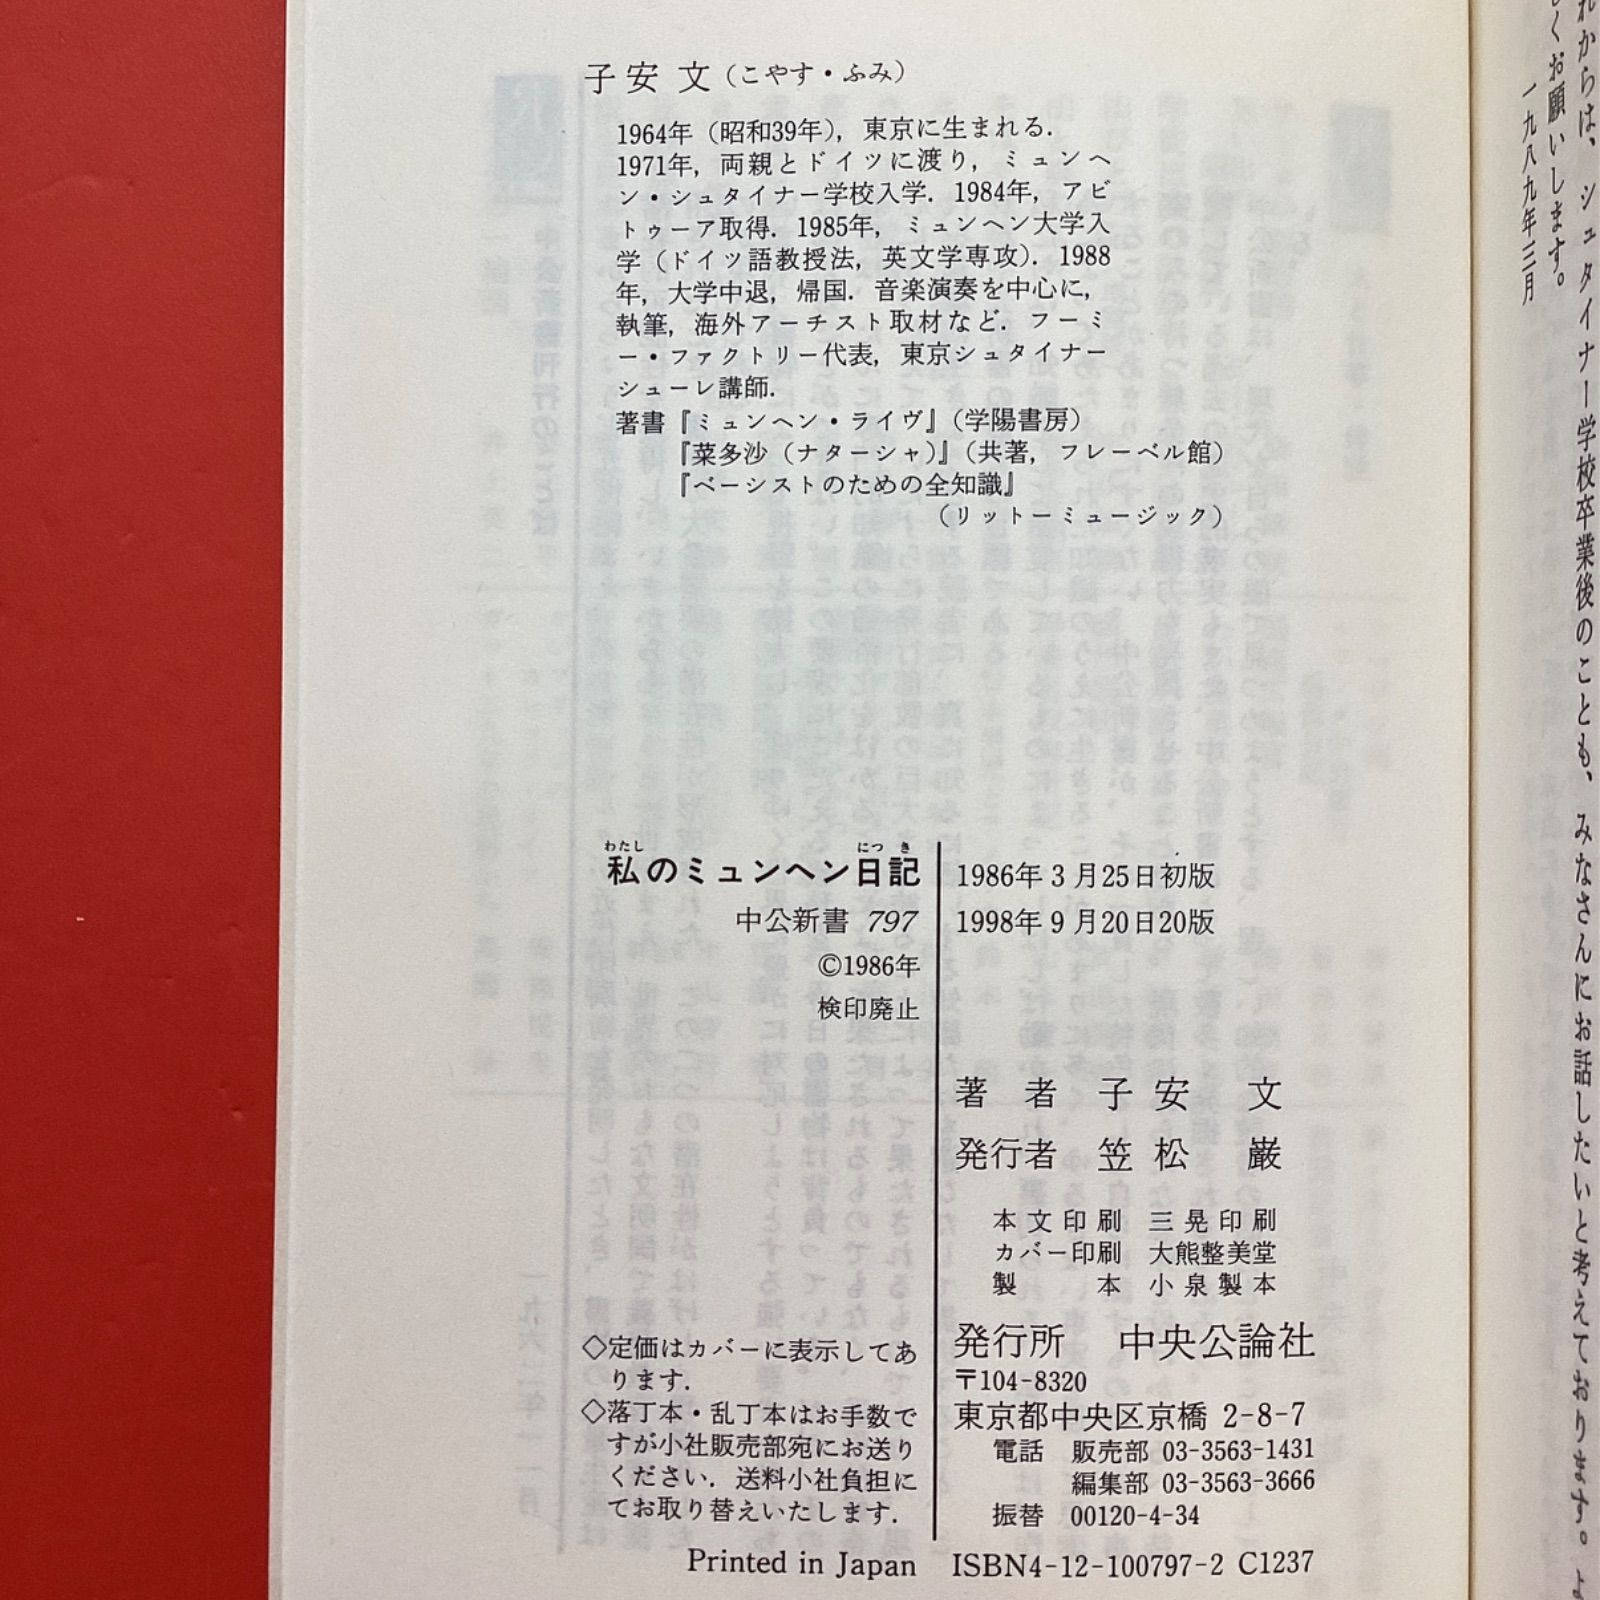 れからは、シュタイナー学校卒業後のことも、みなさんにお話したいと考えております。よ
くお願いします。
一九八九年三月
子安 文（こやす・ふみ）
1964年（昭和39年），東京に生まれる．
1971年，両親とドイツに渡り，ミュンヘ
ン・シュタイナー学校入学．1984年，アビ
トゥーア取得．1985年，ミュンヘン大学入
学（ドイツ語教授法，英文学専攻）．1988
年，大学中退，帰国．音楽演奏を中心に，
執筆，海外アーチスト取材など．フーミ
ー・ファクトリー代表，東京シュタイナー
シューレ講師．
著書『ミュンヘン・ライヴ』（学陽書房）
『菜多沙（ナターシャ）』（共著，フレーベル館）
『ベーシストのための全知識』
（リットーミュージック）
わたし にっき
私のミュンヘン日記
中公新書 797
©1986年
検印廃止
1986年3月25日初版
1998年9月20日20版
著者 子安 文
発行者 笠松 巌
本文印刷 三晃印刷
カバー印刷 大熊整美堂
製本 小泉製本
発行所 中央公論社
〒104-8320
東京都中央区京橋 2-8-7
電話 販売部 03-3563-1431
編集部 03-3563-3666
振替 00120-4-34
◇定価はカバーに表示してあ
ります．
◇落丁本・乱丁本はお手数で
すが小社販売部宛にお送り
ください．送料小社負担に
てお取り替えいたします．
Printed in Japan ISBN4-12-100797-2 C1237